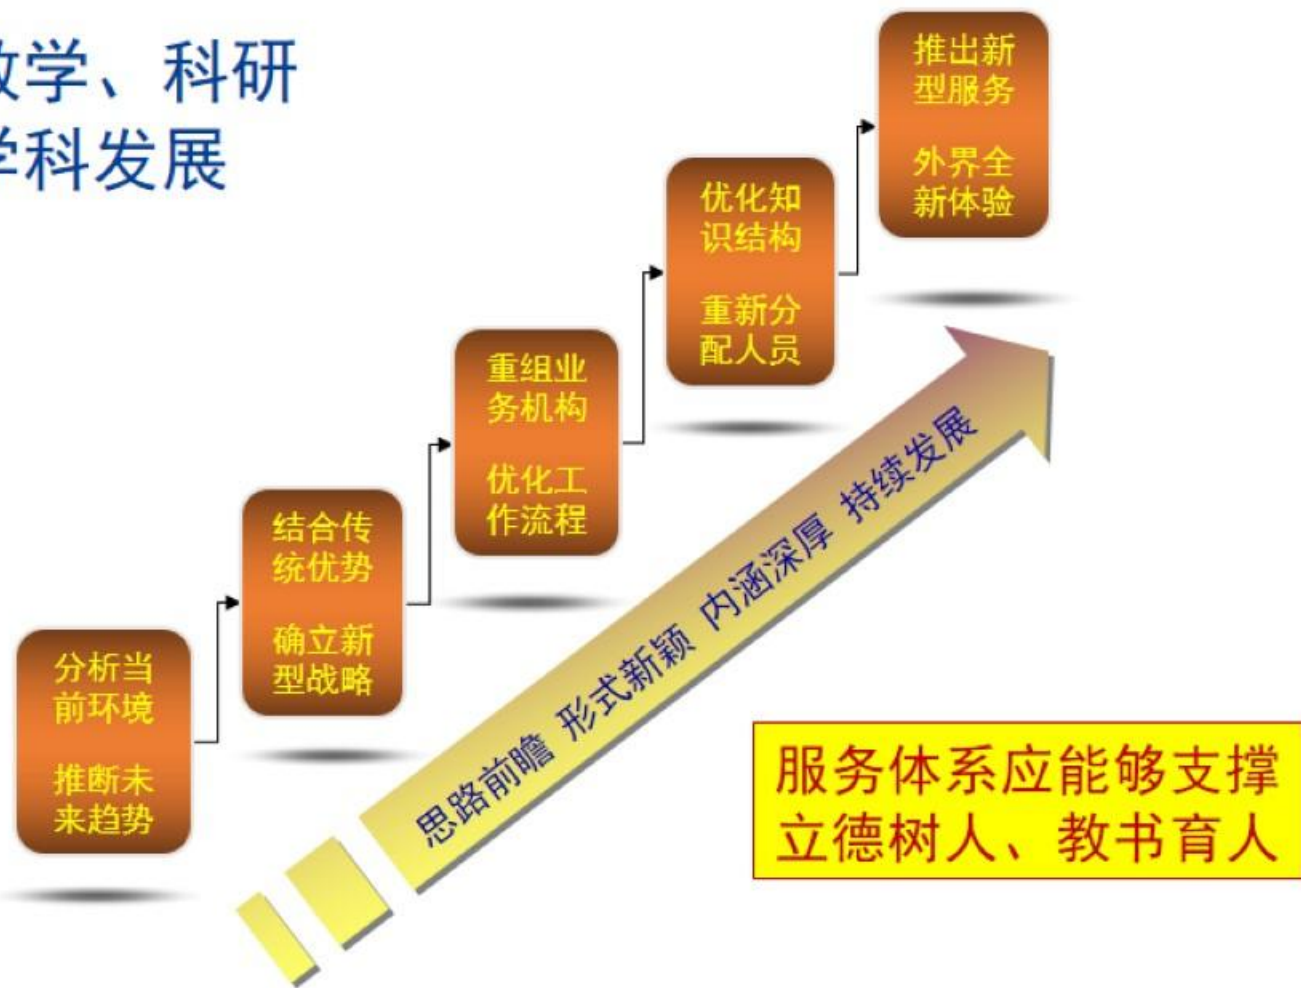 教学、科研
学科发展
推出新
型服务
外界全
新体验
优化知
识结构
重新分
配人员
重组业
务机构
优化工
作流程
结合传
统优势
确立新
型战略
分析当
前环境
推断未
来趋势
思路前瞻 形式新颖 内涵深厚 持续发展
服务体系应能够支撑
立德树人、教书育人